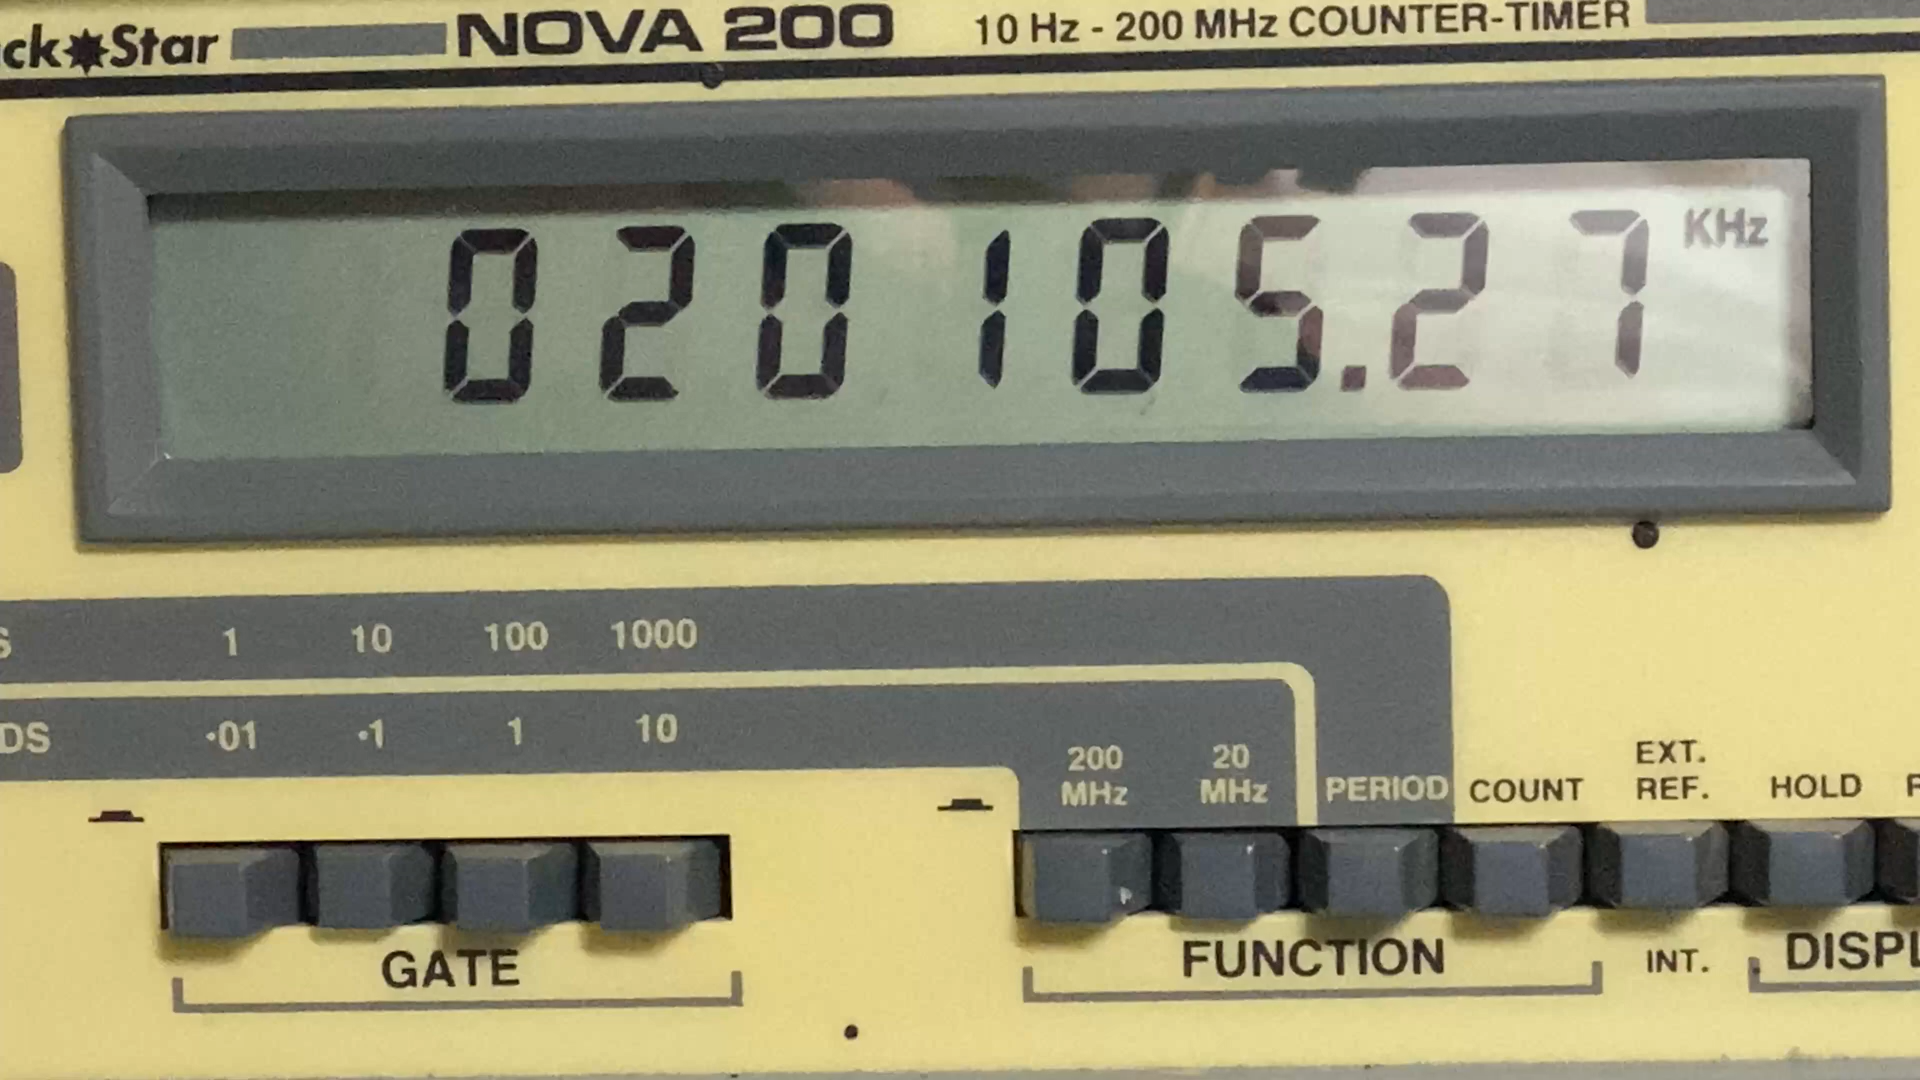 ck✷Star NOVA 200 10 Hz - 200 MHz COUNTER-TIMER
020105.27 KHz
S 1 10 100 1000
DS ·01 ·1 1 10
200 MHz 20 MHz PERIOD COUNT EXT. REF. HOLD
GATE FUNCTION INT. DISPL